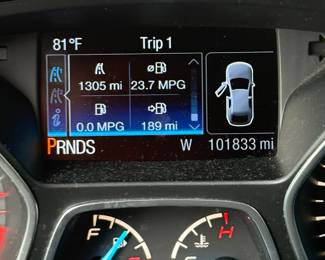 81°F Trip 1
1305 mi ø 23.7 MPG
0.0 MPG 189 mi
PRNDS W 101833 mi
F H